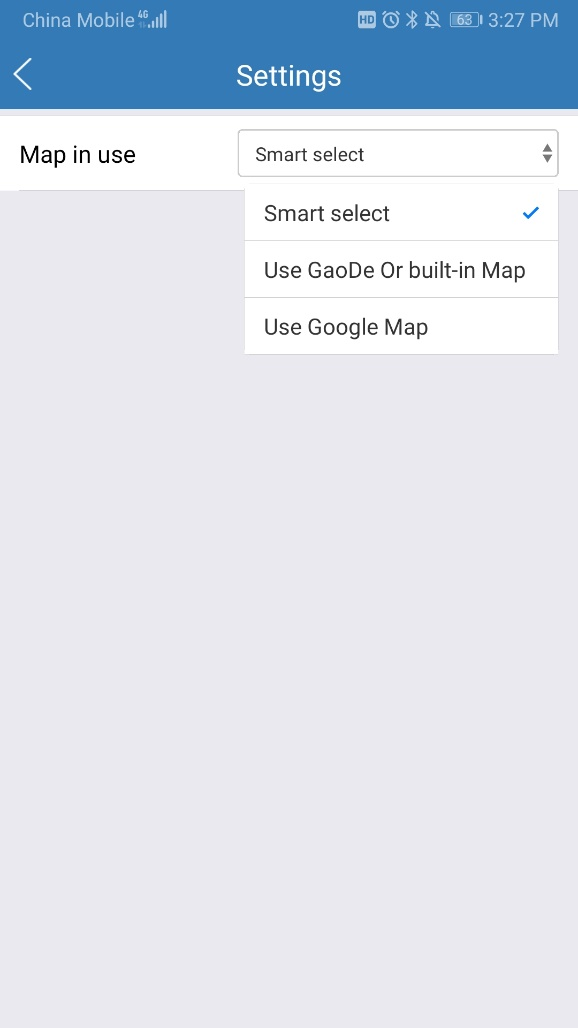 China Mobile 4G HD 63 3:27 PM
Settings
Map in use Smart select
Smart select
Use GaoDe Or built-in Map
Use Google Map